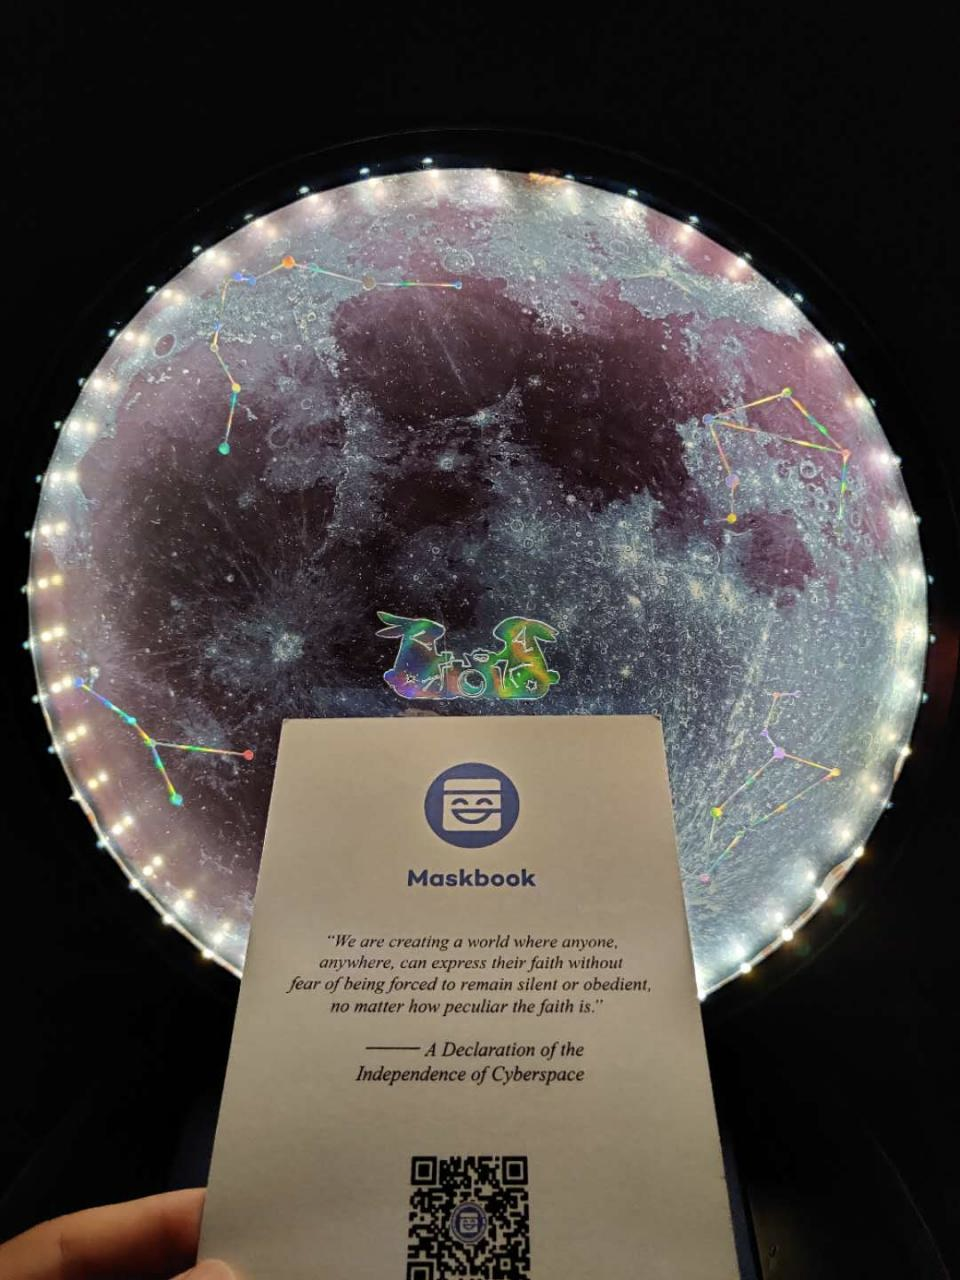 Maskbook
“We are creating a world where anyone,
anywhere, can express their faith without
fear of being forced to remain silent or obedient,
no matter how peculiar the faith is.”
——— A Declaration of the
Independence of Cyberspace